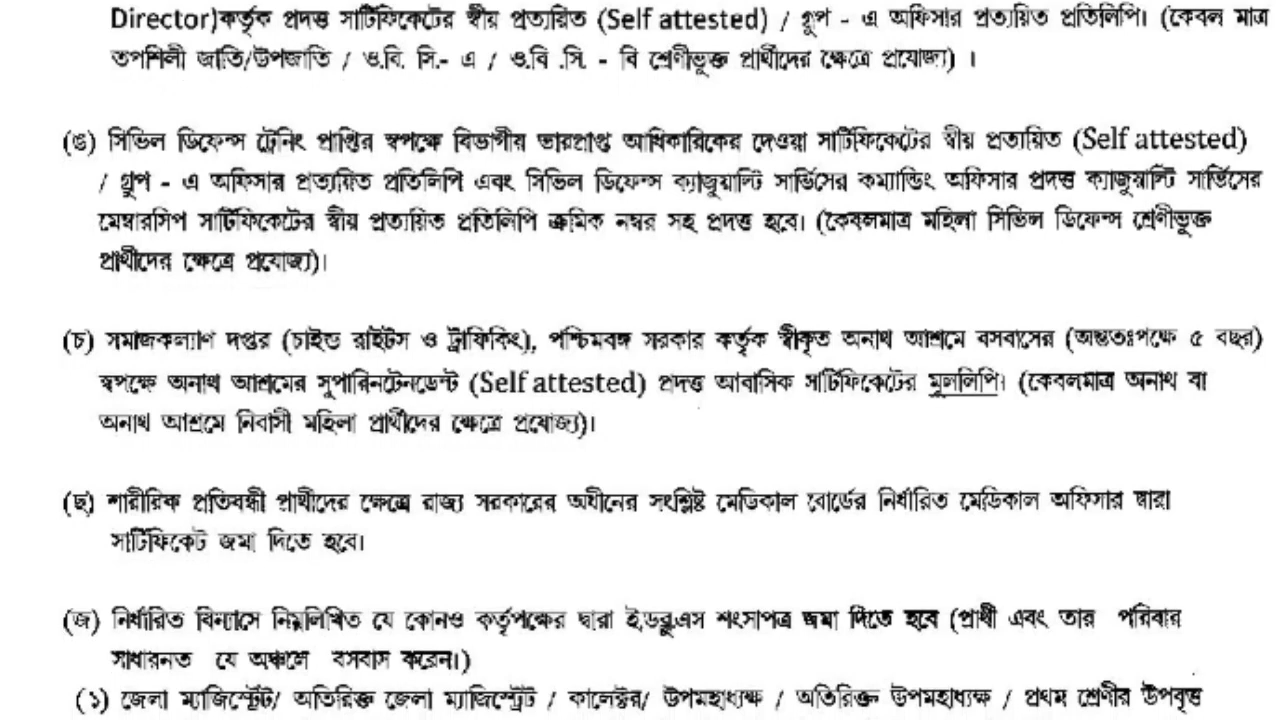 Director)কর্তৃক প্রদত্ত সার্টিফিকেটের স্বীয় প্রত্যয়িত (Self attested) / গ্রুপ - এ অফিসার প্রত্যয়িত প্রতিলিপি। (কেবল মাত্র
তপশিলী জাতি/উপজাতি / ও.বি. সি.- এ / ও.বি .সি. - বি শ্রেণীভূক্ত প্রার্থীদের ক্ষেত্রে প্রযোজ্য) ।
(ঙ) সিভিল ডিফেন্স ট্রেনিং প্রাপ্তির স্বপক্ষে বিভাগীয় ভারপ্রাপ্ত আধিকারিকের দেওয়া সার্টিফিকেটের স্বীয় প্রত্যয়িত (Self attested)
/ গ্রুপ - এ অফিসার প্রত্যয়িত প্রতিলিপি এবং সিভিল ডিফেন্স ক্যাজুয়াল্টি সার্ভিসের কম্যান্ডিং অফিসার প্রদত্ত ক্যাজুয়াল্টি সার্ভিসের
মেম্বারসিপ সার্টিফিকেটের স্বীয় প্রত্যয়িত প্রতিলিপি ক্রমিক নম্বর সহ প্রদত্ত হবে। (কেবলমাত্র মহিলা সিভিল ডিফেন্স শ্রেণীভুক্ত
প্রার্থীদের ক্ষেত্রে প্রযোজ্য)।
(চ) সমাজকল্যাণ দপ্তর (চাইল্ড রাইটস ও ট্রাফিকিং), পশ্চিমবঙ্গ সরকার কর্তৃক স্বীকৃত অনাথ আশ্রমে বসবাসের (অন্ততঃপক্ষে ৫ বছর)
স্বপক্ষে অনাথ আশ্রমের সুপারিনটেনডেন্ট (Self attested) প্রদত্ত আবাসিক সার্টিফিকেটের মূললিপি। (কেবলমাত্র অনাথ বা
অনাথ আশ্রমে নিবাসী মহিলা প্রার্থীদের ক্ষেত্রে প্রযোজ্য)।
(ছ) শারীরিক প্রতিবন্ধী প্রার্থীদের ক্ষেত্রে রাজ্য সরকারের অধীনের সংশ্লিষ্ট মেডিকাল বোর্ডের নির্ধারিত মেডিকাল অফিসার দ্বারা
সার্টিফিকেট জমা দিতে হবে।
(জ) নির্ধারিত বিন্যাসে নিম্নলিখিত যে কোনও কর্তৃপক্ষের দ্বারা ই.ডব্লুএস শংসাপত্র জমা দিতে হবে (প্রার্থী এবং তার পরিবার
সাধারনত যে অঞ্চলে বসবাস করেন।)
(১) জেলা ম্যাজিস্ট্রেট/ অতিরিক্ত জেলা ম্যাজিস্ট্রেট / কালেক্টর/ উপমহাধ্যক্ষ / অতিরিক্ত উপমহাধ্যক্ষ / প্রথম শ্রেণীর উপবৃত্ত